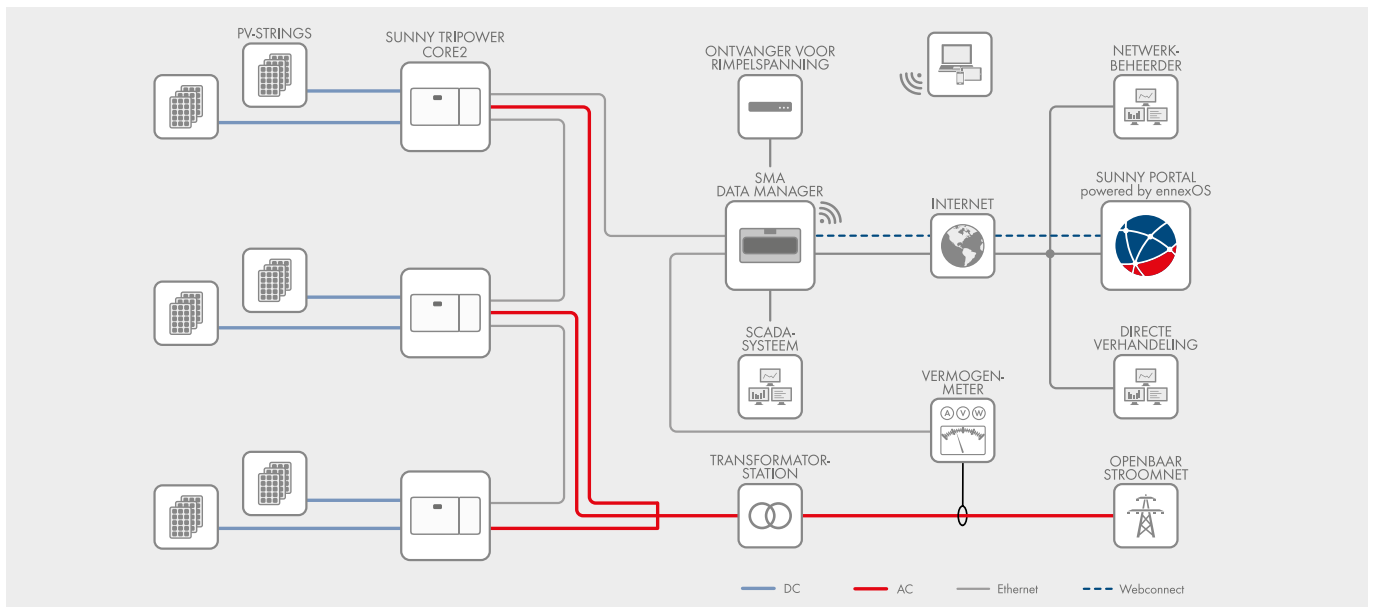 PV-STRINGS
SUNNY TRIPOWER
CORE2
ONTVANGER VOOR
RIMPELSPANNING
NETWERK-
BEHEERDER
SMA
DATA MANAGER
INTERNET
SUNNY PORTAL
powered by ennexOS
SCADA-
SYSTEEM
DIRECTE
VERHANDELING
VERMOGEN-
METER
A V W
TRANSFORMATOR-
STATION
OPENBAAR
STROOMNET
DC
AC
Ethernet
Webconnect